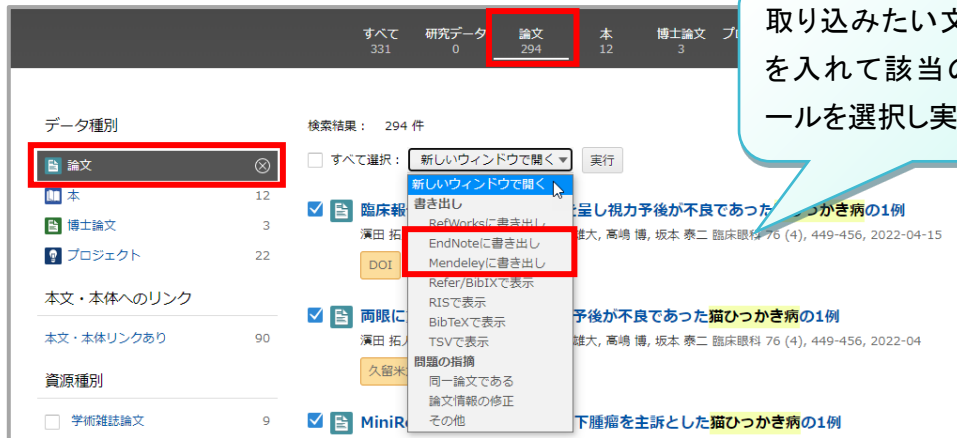 すべて 研究データ 論文 本 博士論文
331 0 294 12 3
取り込みたい
を入れて該当の
ールを選択し実
データ種別
論文
本 12
博士論文 3
プロジェクト 22
本文・本体へのリンク
本文・本体リンクあり 90
資源種別
学術雑誌論文 9
検索結果： 294 件
すべて選択： 新しいウィンドウで開く 実行
新しいウィンドウで開く
書き出し
RefWorksに書き出し
EndNoteに書き出し
Mendeleyに書き出し
Refer/BibIXで表示
RISで表示
BibTeXで表示
TSVで表示
問題の指摘
同一論文である
論文情報の修正
その他
臨床報 を呈し視力予後が不良であった かき病の1例
濱田 拓 雄大, 高嶋 博, 坂本 泰二 臨床眼科 76 (4), 449-456, 2022-04-15
DOI
両眼に 予後が不良であった猫ひっかき病の1例
濱田 拓 雄大, 高嶋 博, 坂本 泰二 臨床眼科 76 (4), 449-456, 2022-04
久留米
MiniR 下腫瘤を主訴とした猫ひっかき病の1例